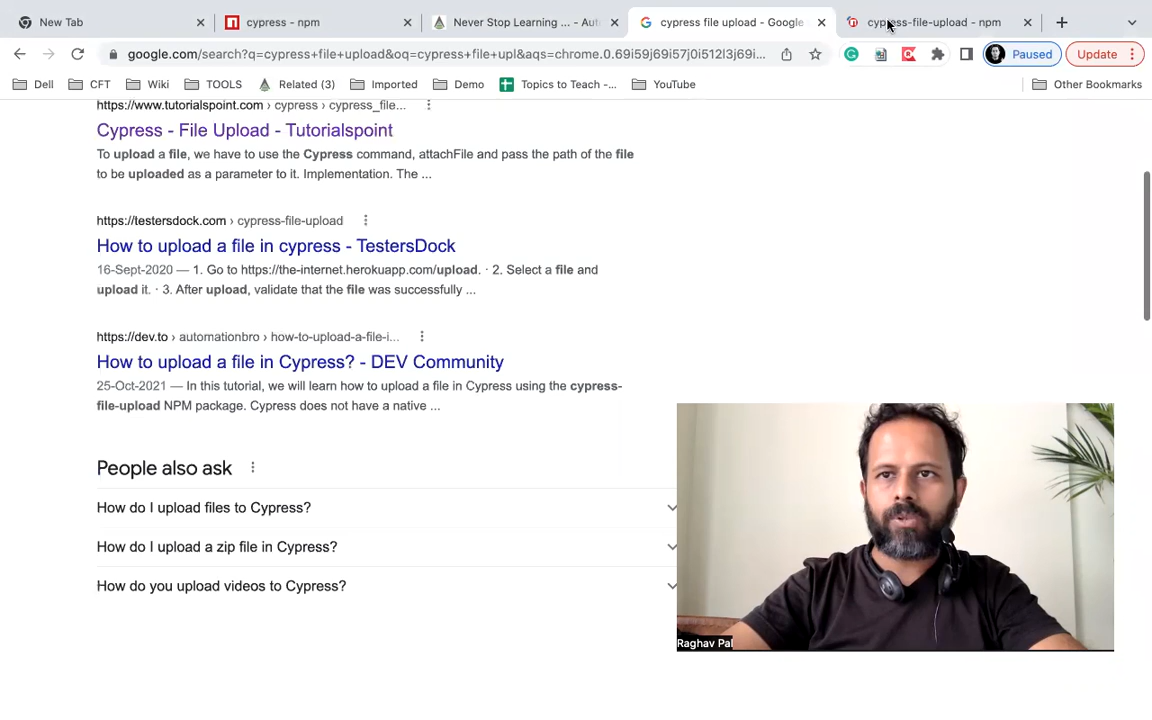 New Tab
cypress - npm
Never Stop Learning ... - Aut
cypress file upload - Google
cypress-file-upload - npm
google.com/search?q=cypress+file+upload&oq=cypress+file+upl&aqs=chrome.0.69i59j69i57j0i512l3j69i...
Paused
Update
Dell
CFT
Wiki
TOOLS
Related (3)
Imported
Demo
Topics to Teach -...
YouTube
Other Bookmarks
https://www.tutorialspoint.com › cypress › cypress_file...
Cypress - File Upload - Tutorialspoint
To upload a file, we have to use the Cypress command, attachFile and pass the path of the file
to be uploaded as a parameter to it. Implementation. The ...
https://testersdock.com › cypress-file-upload
How to upload a file in cypress - TestersDock
16-Sept-2020 — 1. Go to https://the-internet.herokuapp.com/upload. · 2. Select a file and
upload it. · 3. After upload, validate that the file was successfully ...
https://dev.to › automationbro › how-to-upload-a-file-i...
How to upload a file in Cypress? - DEV Community
25-Oct-2021 — In this tutorial, we will learn how to upload a file in Cypress using the cypress-
file-upload NPM package. Cypress does not have a native ...
People also ask
How do I upload files to Cypress?
How do I upload a zip file in Cypress?
How do you upload videos to Cypress?
Raghav Pal